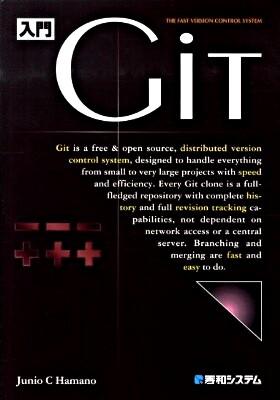 THE FAST VERSION CONTROL SYSTEM
入門
GIT
Git is a free & open source, distributed version
control system, designed to handle everything
from small to very large projects with speed
and efficiency. Every Git clone is a full-
fledged repository with complete his-
tory and full revision tracking ca-
pabilities, not dependent on
network access or a central
server. Branching and
merging are fast and
easy to do.
Junio C Hamano
秀和システム